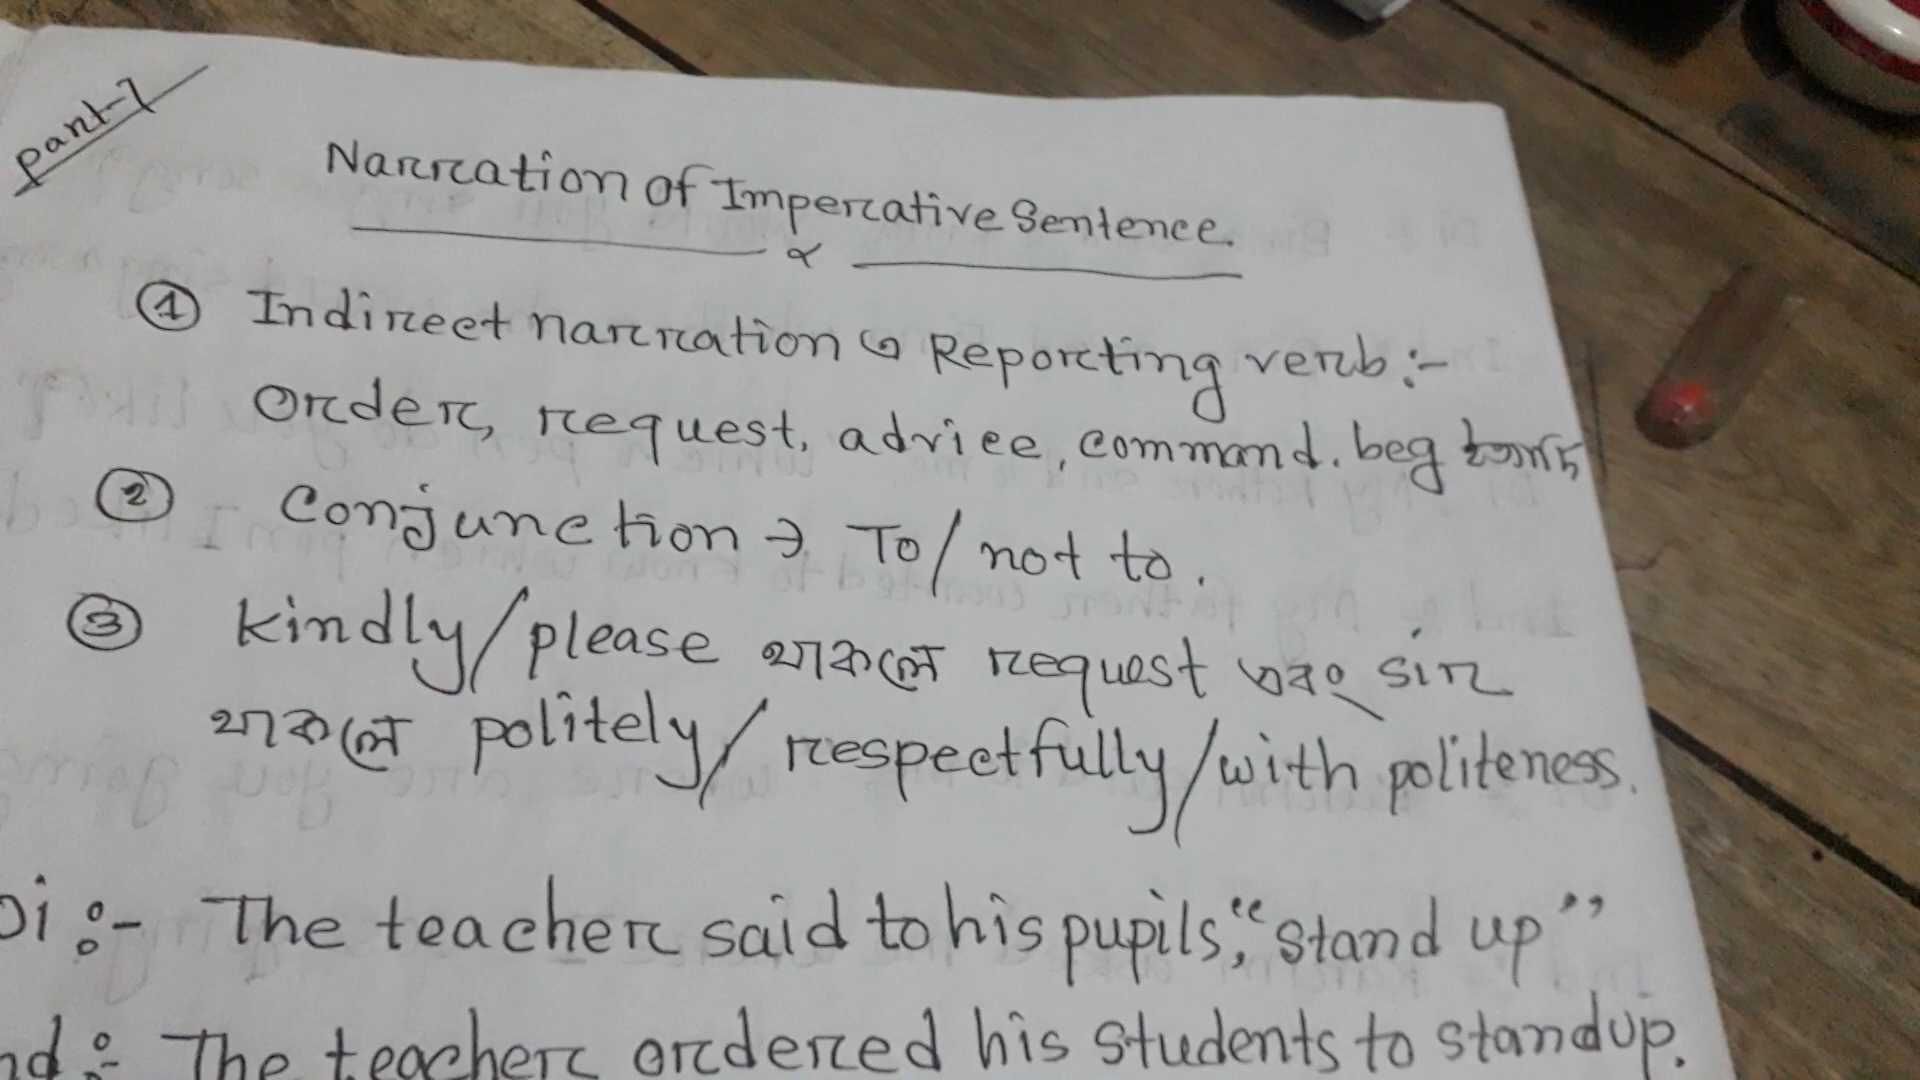 Part-7
Narration of Imperative Sentence.
① Indirect narration এ Reporting verb :-
Order, request, advice, command. beg
② Conjunction → To/ not to.
③ Kindly/please থাকলে request এবং sir
থাকলে politely/ respectfully/with politeness.
Di :- The teacher said to his pupils, "stand up"
nd :- The teacher ordered his students to standup.